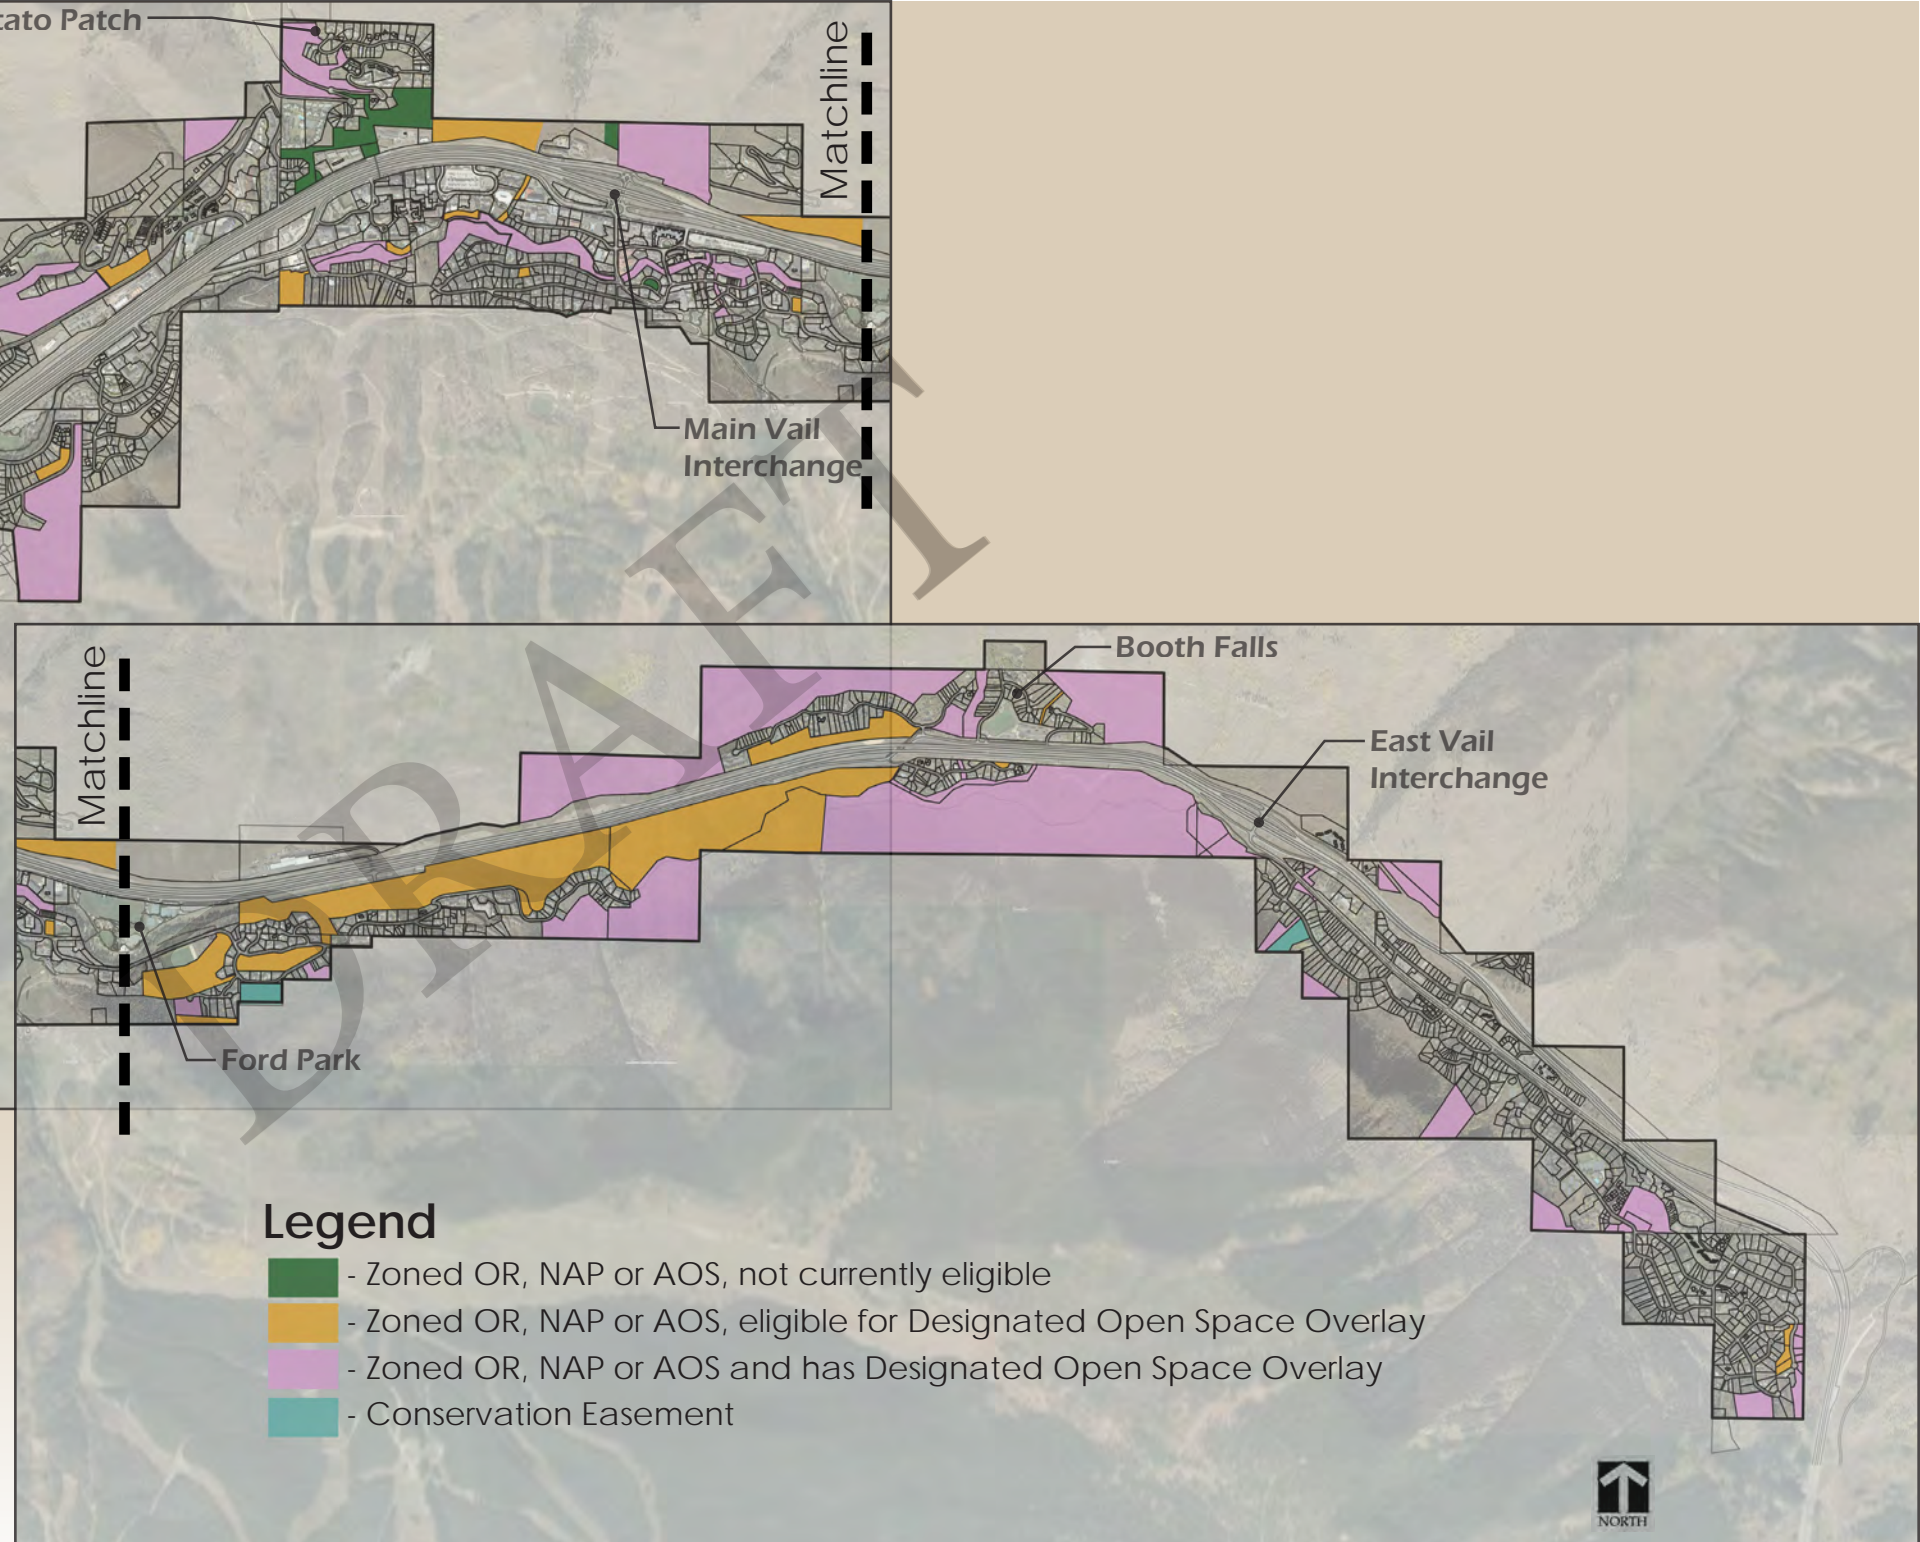 Patch
Matchline
Main Vail
Interchange
DRAFT
Matchline
Booth Falls
East Vail
Interchange
Ford Park
Legend
- Zoned OR, NAP or AOS, not currently eligible
- Zoned OR, NAP or AOS, eligible for Designated Open Space Overlay
- Zoned OR, NAP or AOS and has Designated Open Space Overlay
- Conservation Easement
NORTH